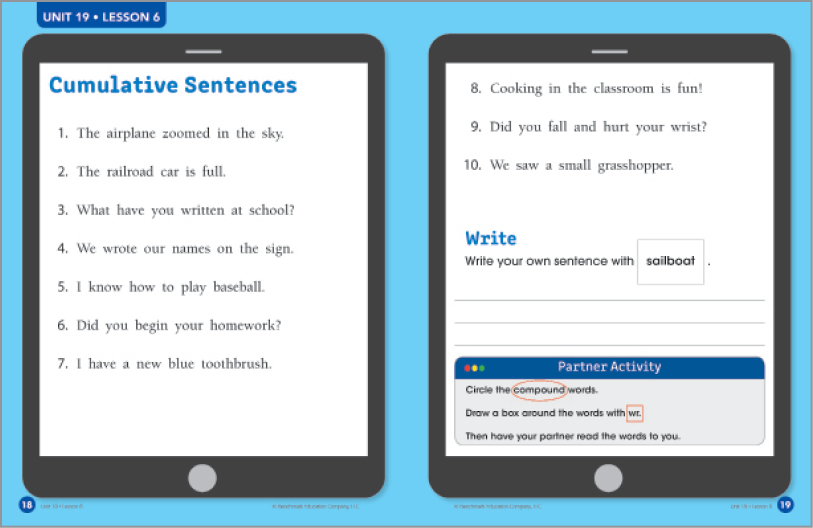 UNIT 19 • LESSON 6
Cumulative Sentences
1. The airplane zoomed in the sky.
2. The railroad car is full.
3. What have you written at school?
4. We wrote our names on the sign.
5. I know how to play baseball.
6. Did you begin your homework?
7. I have a new blue toothbrush.
18 Unit 19 • Lesson 6
© Benchmark Education Company, LLC
8. Cooking in the classroom is fun!
9. Did you fall and hurt your wrist?
10. We saw a small grasshopper.
Write
Write your own sentence with sailboat .
Partner Activity
Circle the compound words.
Draw a box around the words with wr.
Then have your partner read the words to you.
© Benchmark Education Company, LLC
Unit 19 • Lesson 6 19